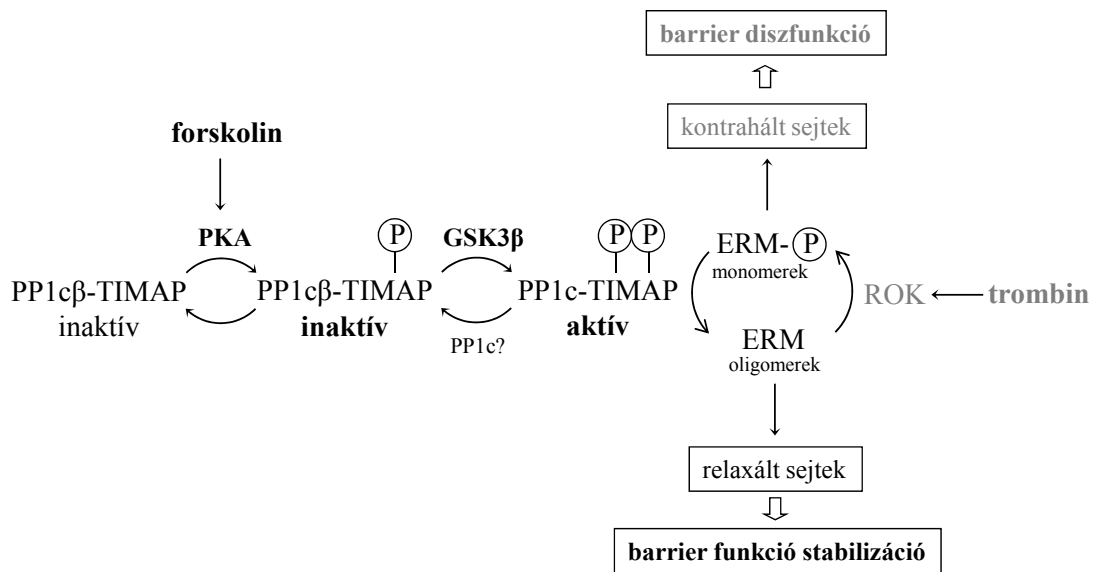 barrier diszfunkció
kontrahált sejtek
forskolin
PKA
P
GSK3β
P P
ERM- P
monomerek
PP1cβ-TIMAP
inaktív
PP1cβ-TIMAP
inaktív
PP1c?
PP1c-TIMAP
aktív
ROK
trombin
ERM
oligomerek
relaxált sejtek
barrier funkció stabilizáció